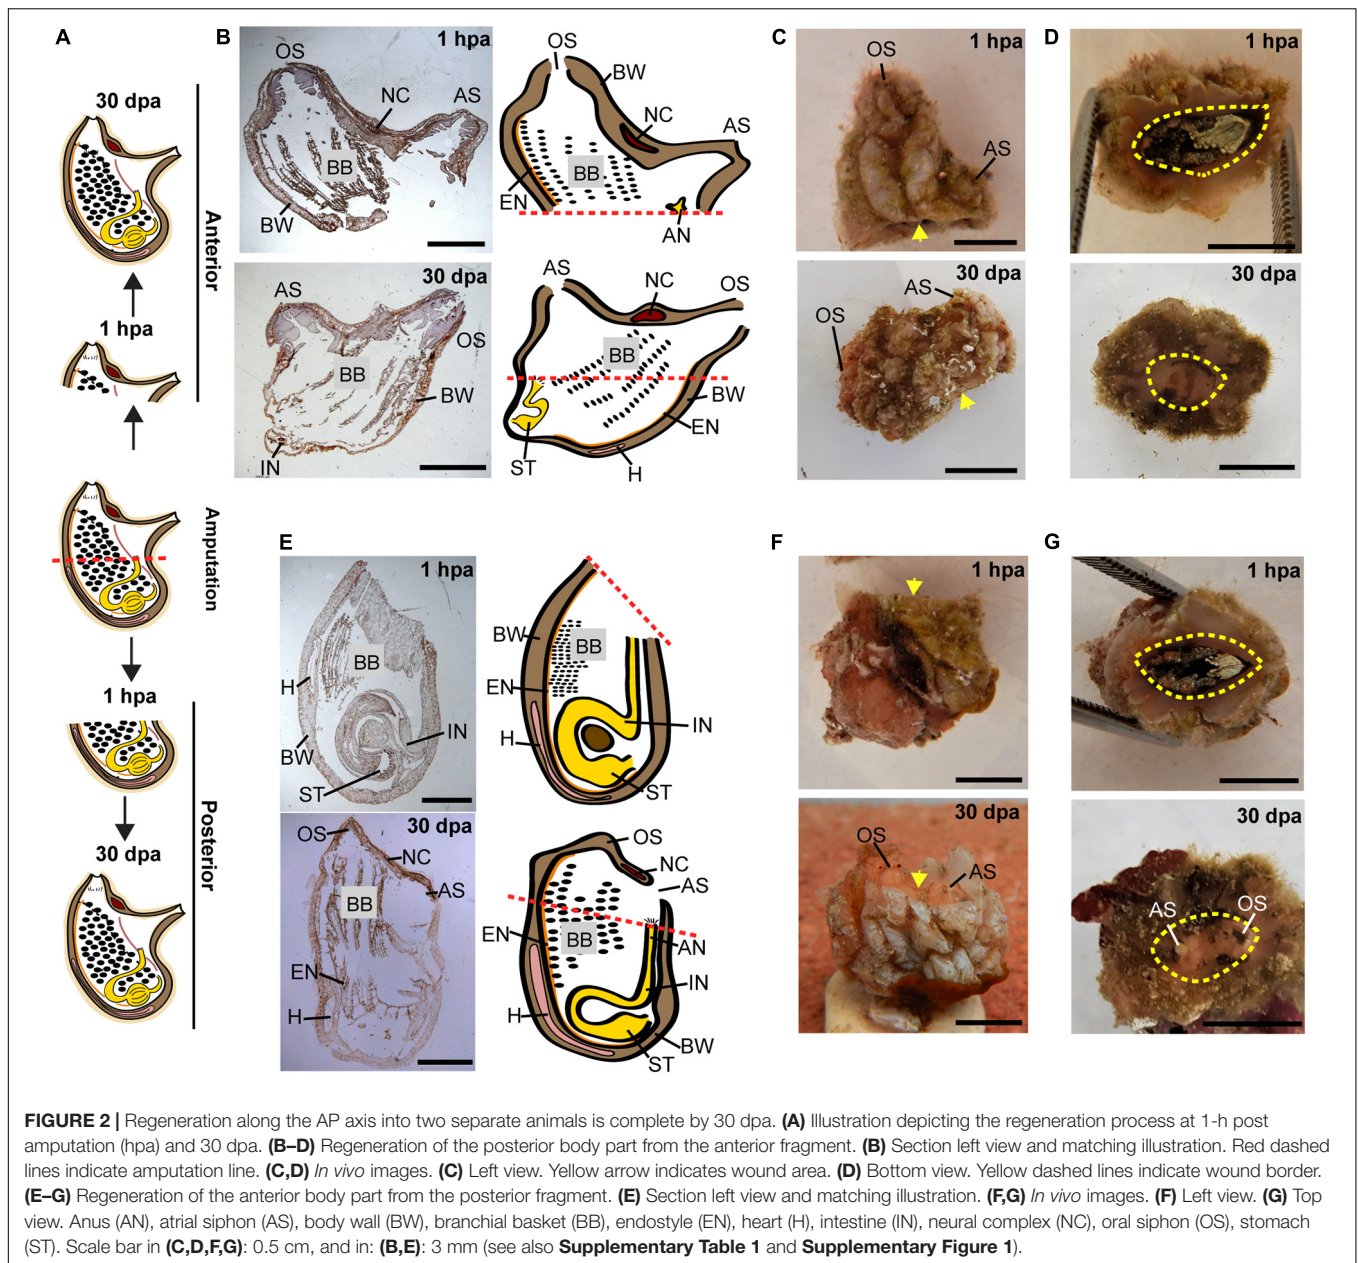 A
30 dpa
Anterior
1 hpa
Amputation
1 hpa
Posterior
30 dpa
B
1 hpa
OS
NC
AS
BB
BW
OS
BW
NC
AS
BB
EN
AN
30 dpa
AS
OS
BB
BW
IN
AS
NC
OS
BB
BW
EN
ST
H
C
1 hpa
OS
AS
30 dpa
AS
OS
D
1 hpa
30 dpa
E
1 hpa
BB
H
IN
BW
ST
BW
BB
EN
IN
H
ST
30 dpa
OS
NC
BB
AS
EN
H
OS
NC
AS
EN
BB
AN
IN
H
BW
ST
F
1 hpa
30 dpa
OS
AS
G
1 hpa
30 dpa
AS
OS
FIGURE 2 | Regeneration along the AP axis into two separate animals is complete by 30 dpa. (A) Illustration depicting the regeneration process at 1-h post
amputation (hpa) and 30 dpa. (B–D) Regeneration of the posterior body part from the anterior fragment. (B) Section left view and matching illustration. Red dashed
lines indicate amputation line. (C,D) In vivo images. (C) Left view. Yellow arrow indicates wound area. (D) Bottom view. Yellow dashed lines indicate wound border.
(E–G) Regeneration of the anterior body part from the posterior fragment. (E) Section left view and matching illustration. (F,G) In vivo images. (F) Left view. (G) Top
view. Anus (AN), atrial siphon (AS), body wall (BW), branchial basket (BB), endostyle (EN), heart (H), intestine (IN), neural complex (NC), oral siphon (OS), stomach
(ST). Scale bar in (C,D,F,G): 0.5 cm, and in: (B,E): 3 mm (see also Supplementary Table 1 and Supplementary Figure 1).